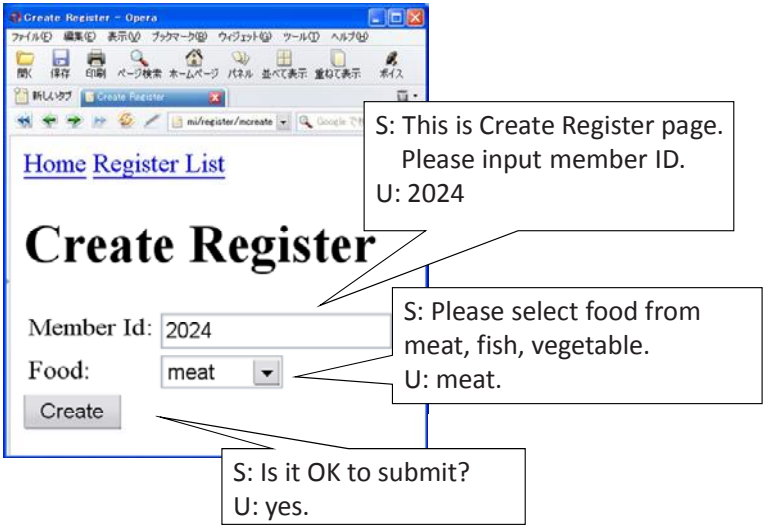 Create Register - Opera
ファイル(F) 編集(E) 表示(V) ブックマーク(B) ウィジェット(W) ツール(T) ヘルプ(H)
開く 保存 印刷 ページ検索 ホームページ パネル 並べて表示 重ねて表示 ボイス
新しいタブ Create Register
mi/register/mcreate Google で
S: This is Create Register page.
Please input member ID.
U: 2024
Home Register List
Create Register
Member Id: 2024
S: Please select food from
meat, fish, vegetable.
U: meat.
Food: meat
Create
S: Is it OK to submit?
U: yes.